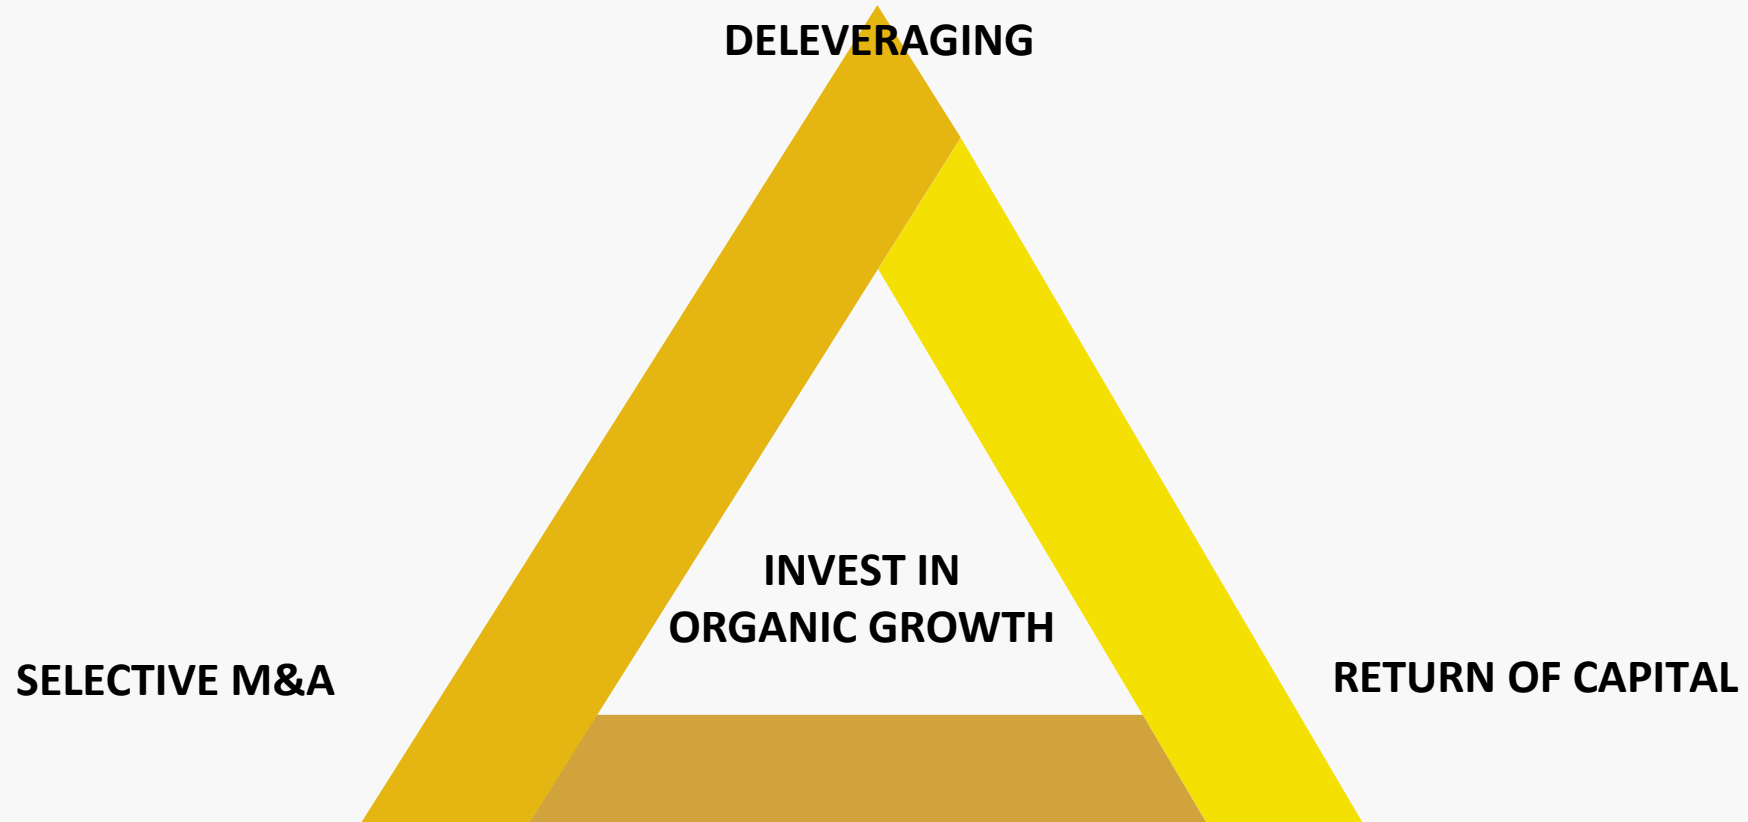 DELEVERAGING
INVEST IN
ORGANIC GROWTH
SELECTIVE M&A
RETURN OF CAPITAL